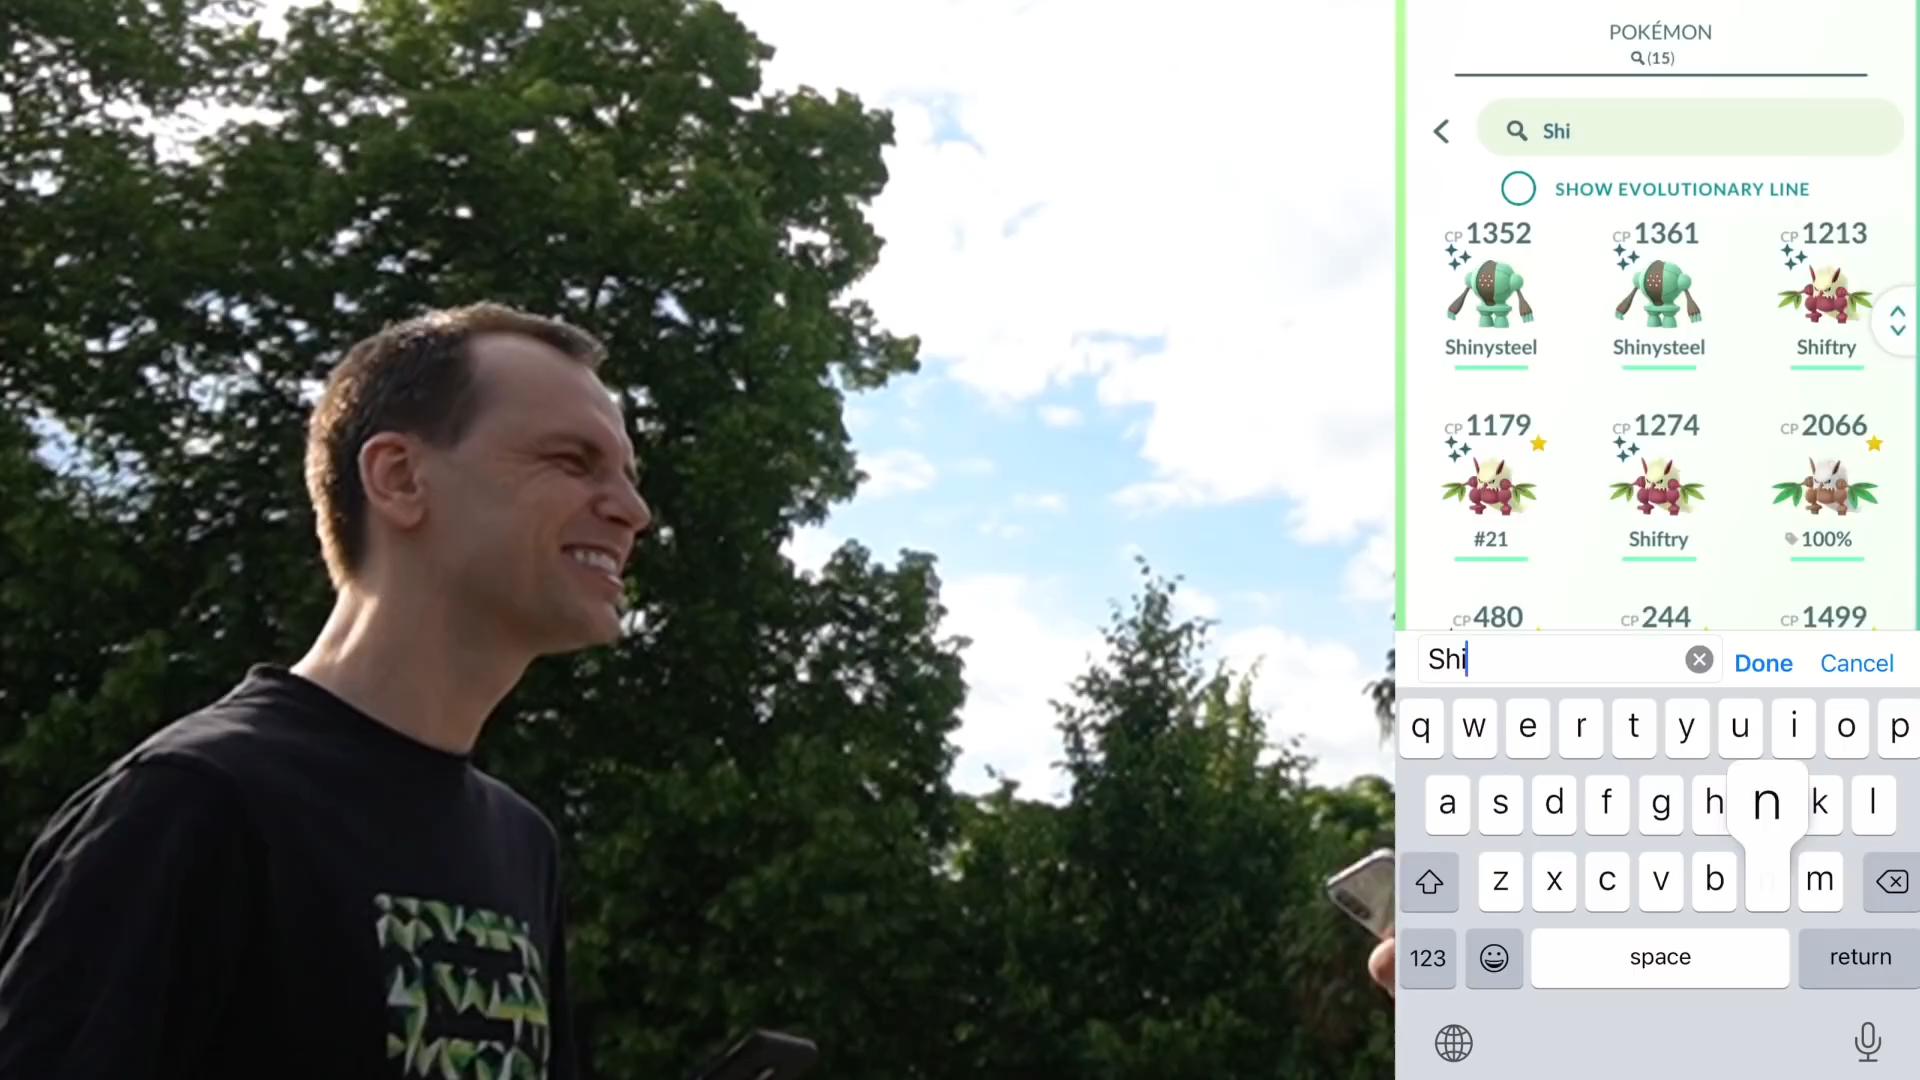 POKÉMON
(15)
Shi
SHOW EVOLUTIONARY LINE
CP 1352
CP 1361
CP 1213
Shinysteel
Shinysteel
Shiftry
CP 1179
CP 1274
CP 2066
#21
Shiftry
100%
CP 480
CP 244
CP 1499
Shi
Done
Cancel
q w e r t y u i o p
a s d f g h n k l
z x c v b m
123
space
return